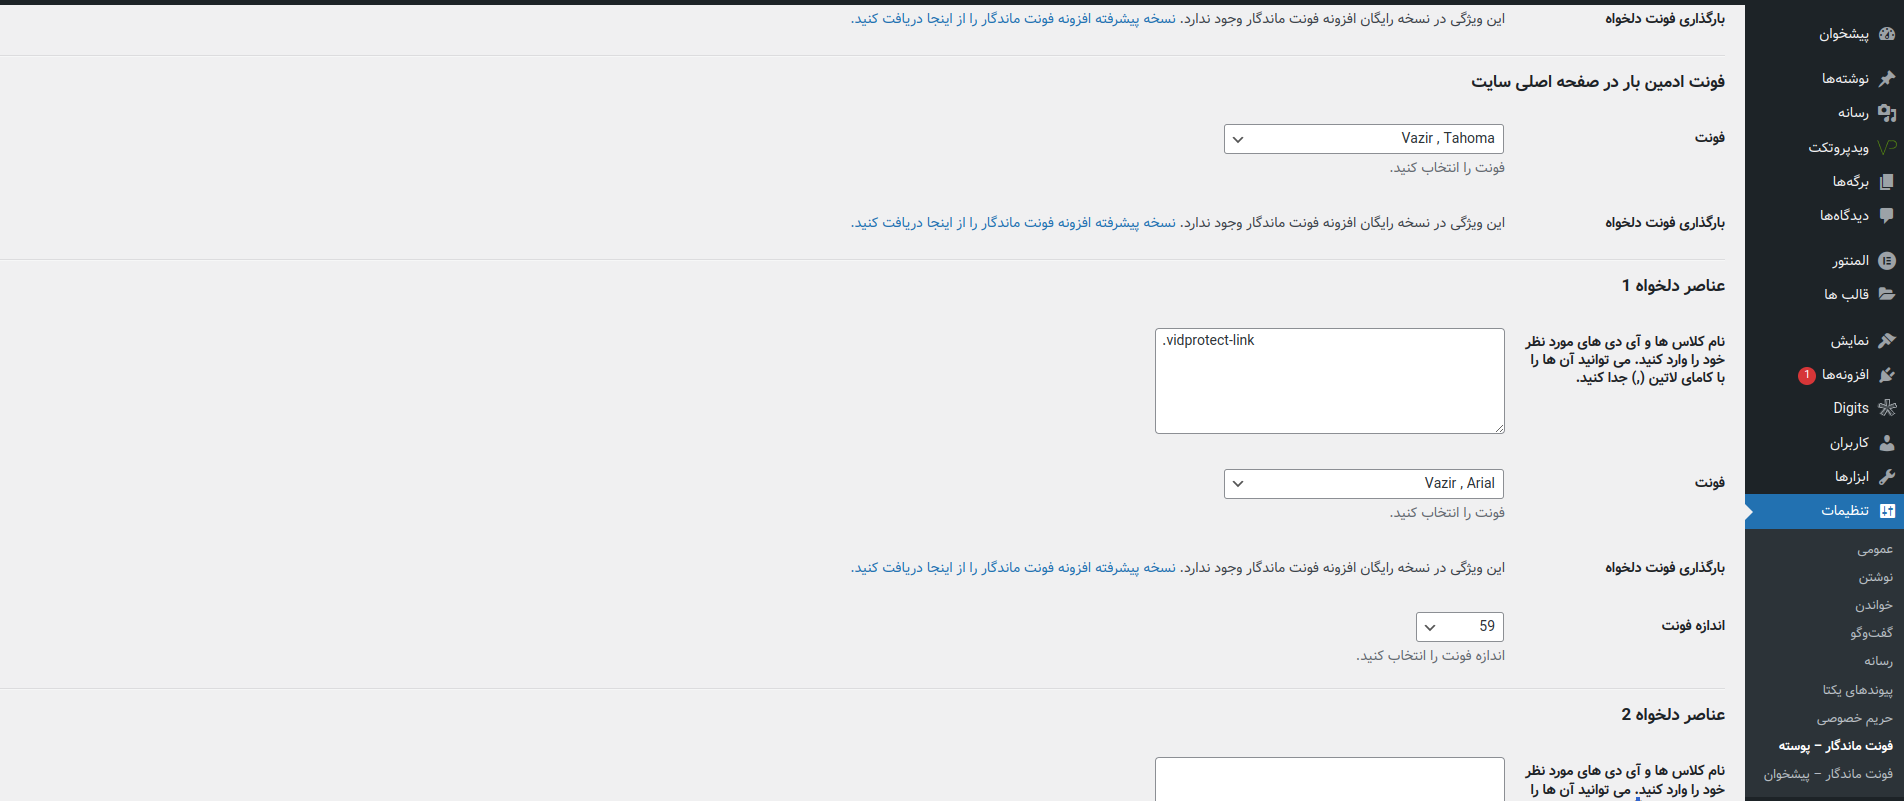 پیشخوان
نوشته‌ها
رسانه
ویدپروتکت
برگه‌ها
دیدگاه‌ها
المنتور
قالب ها
نمایش
افزونه‌ها 1
Digits
کاربران
ابزارها
تنظیمات
عمومی
نوشتن
خواندن
گفت‌وگو
رسانه
پیوندهای یکتا
حریم خصوصی
فونت ماندگار – پوسته
فونت ماندگار – پیشخوان
بارگذاری فونت دلخواه
این ویژگی در نسخه رایگان افزونه فونت ماندگار وجود ندارد. نسخه پیشرفته افزونه فونت ماندگار را از اینجا دریافت کنید.
فونت ادمین بار در صفحه اصلی سایت
فونت
Vazir , Tahoma
فونت را انتخاب کنید.
بارگذاری فونت دلخواه
این ویژگی در نسخه رایگان افزونه فونت ماندگار وجود ندارد. نسخه پیشرفته افزونه فونت ماندگار را از اینجا دریافت کنید.
عناصر دلخواه 1
نام کلاس ها و آی دی های مورد نظر
خود را وارد کنید. می توانید آن ها را
با کامای لاتین (,) جدا کنید.
.vidprotect-link
فونت
Vazir , Arial
فونت را انتخاب کنید.
بارگذاری فونت دلخواه
این ویژگی در نسخه رایگان افزونه فونت ماندگار وجود ندارد. نسخه پیشرفته افزونه فونت ماندگار را از اینجا دریافت کنید.
اندازه فونت
59
اندازه فونت را انتخاب کنید.
عناصر دلخواه 2
نام کلاس ها و آی دی های مورد نظر
خود را وارد کنید. می توانید آن ها را